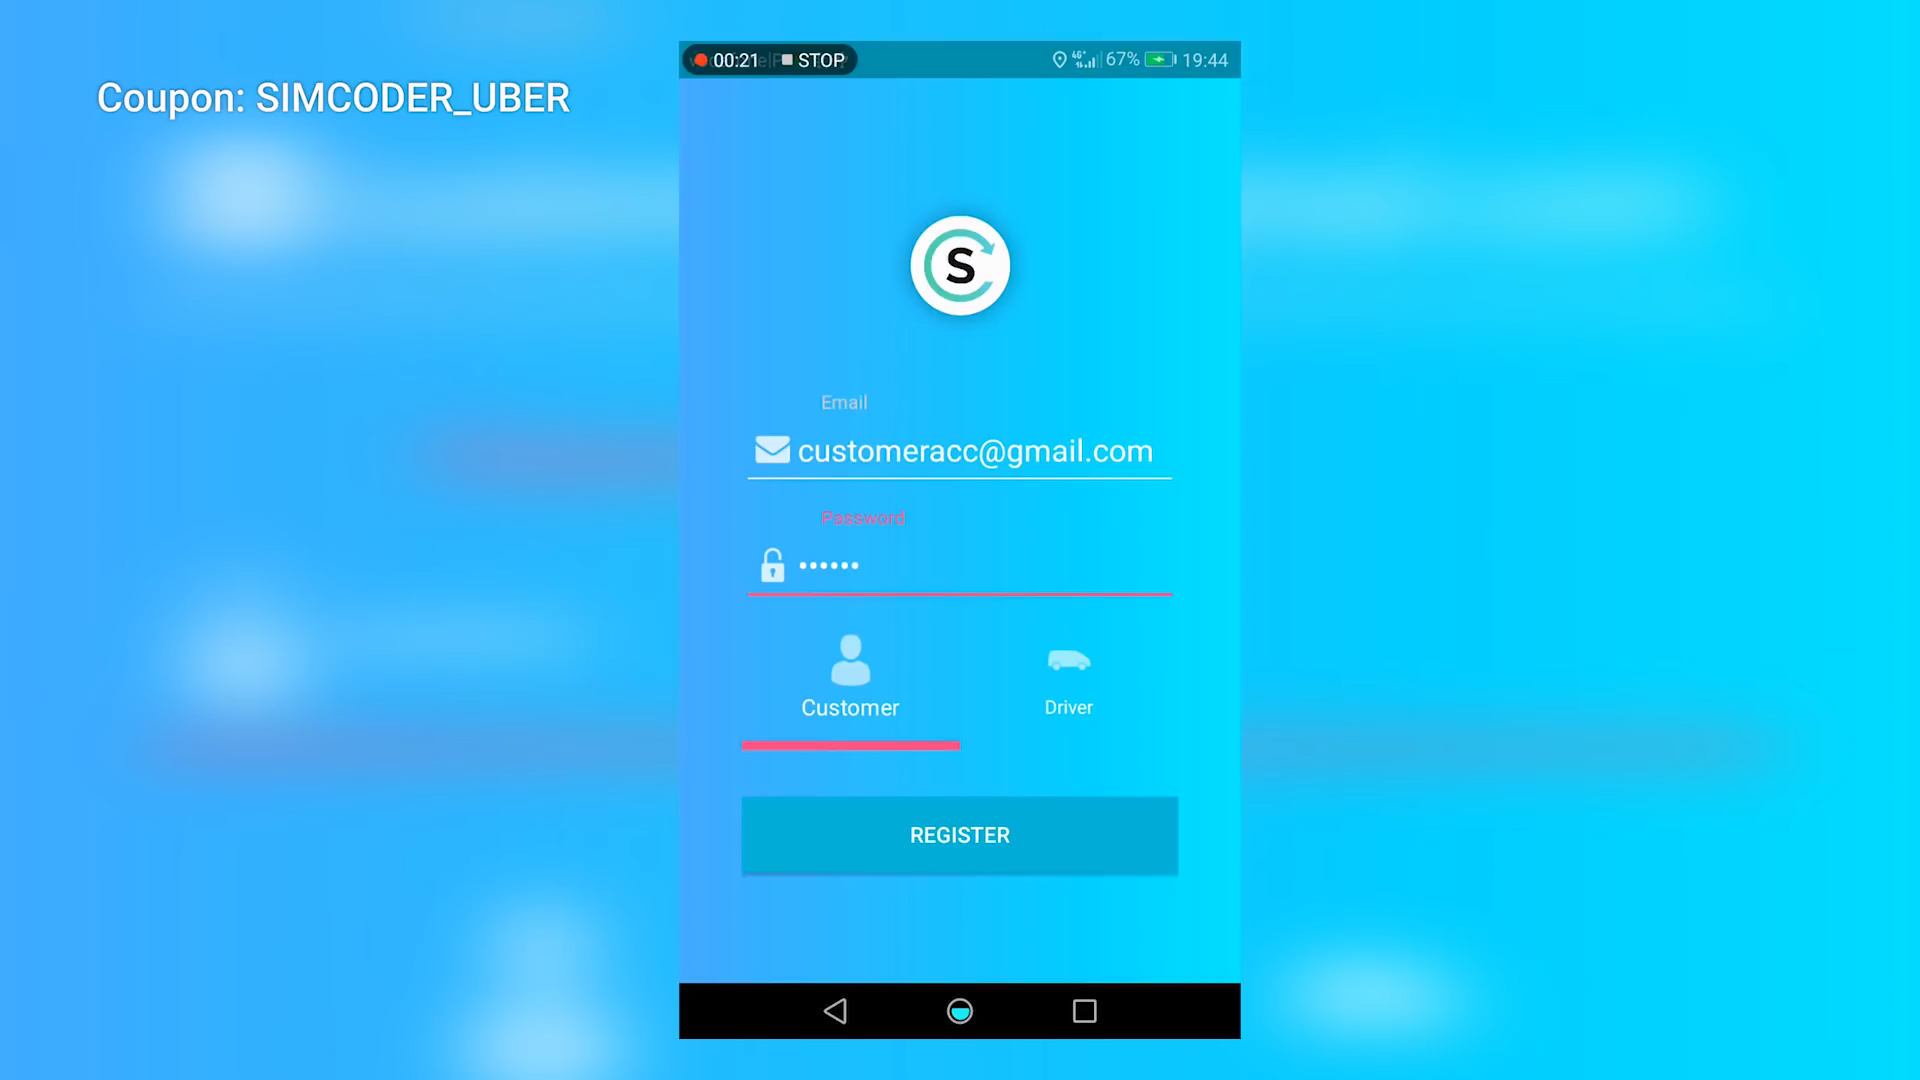 Coupon: SIMCODER_UBER
00:21 STOP 67% 19:44
S
Email
customeracc@gmail.com
Password
••••••
Customer Driver
REGISTER